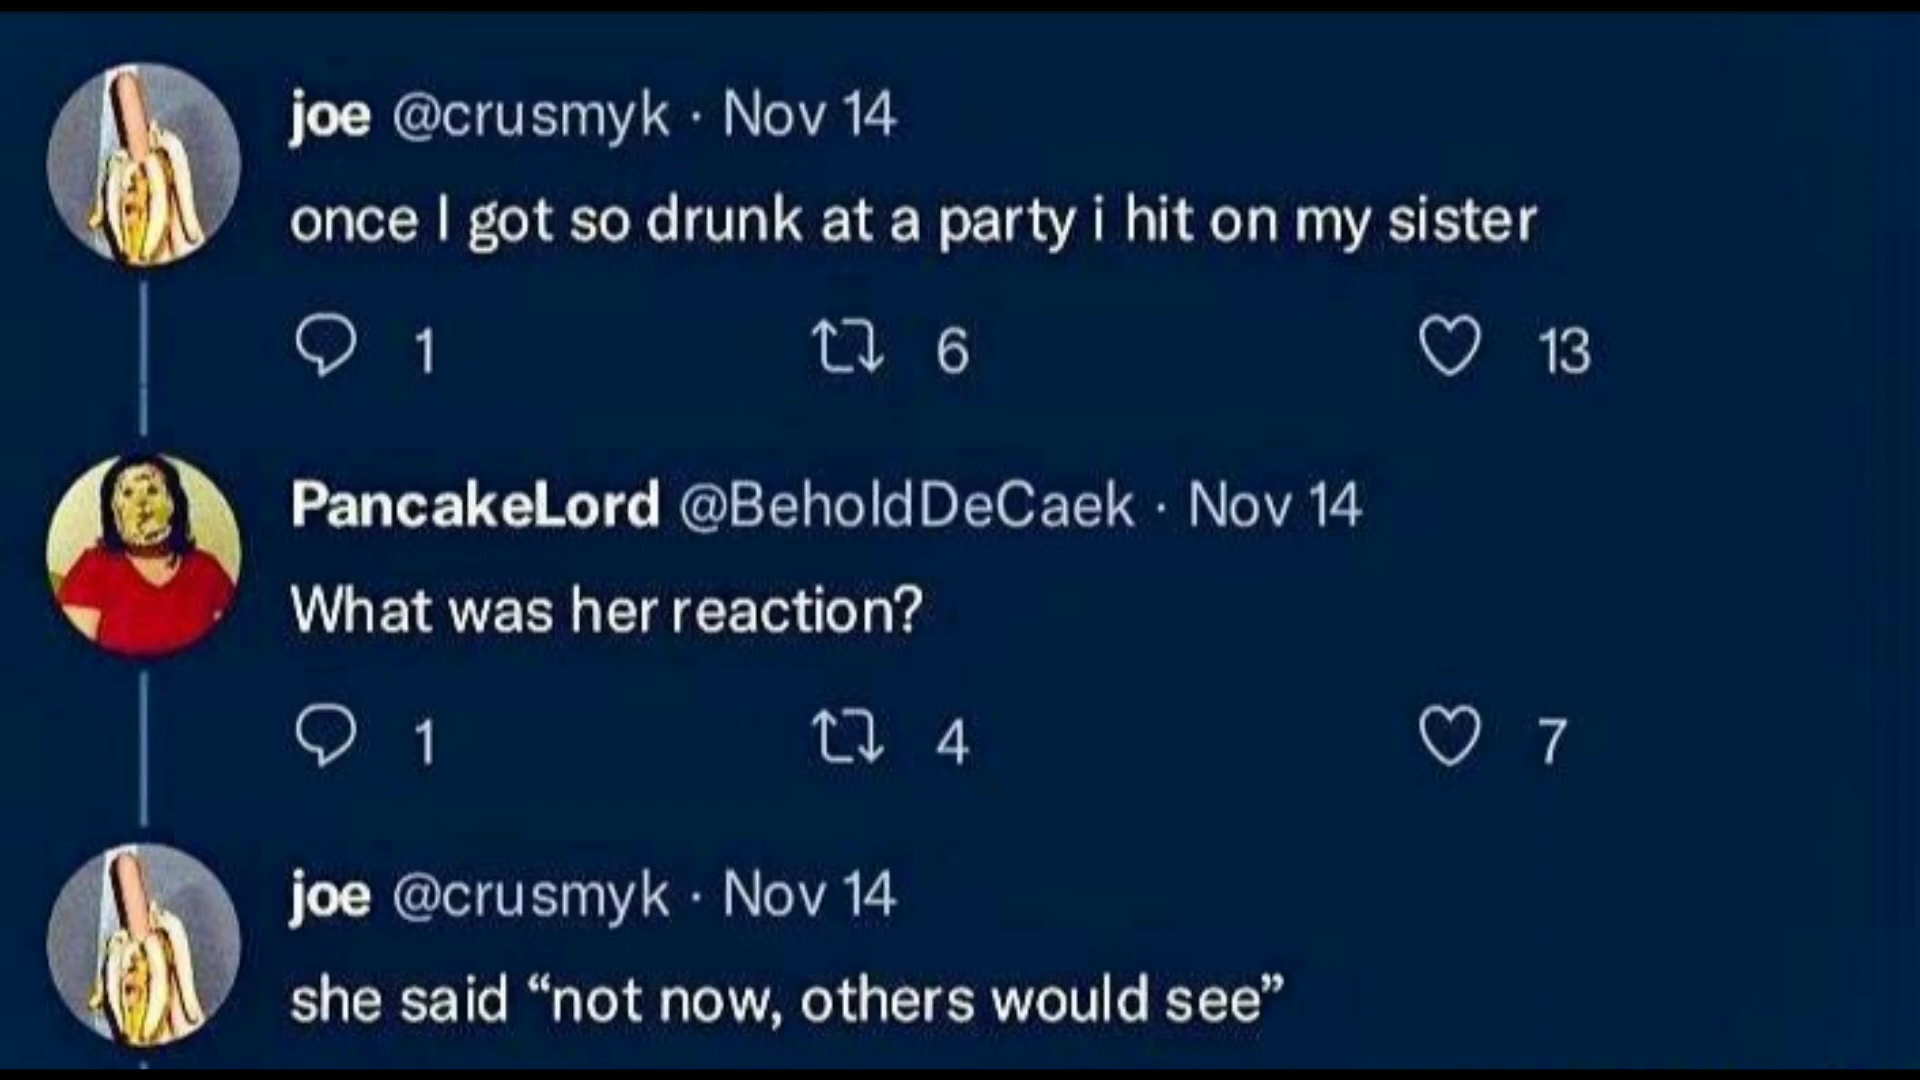 joe @crusmyk · Nov 14
once I got so drunk at a party i hit on my sister
1 6 13
PancakeLord @BeholdDeCaek · Nov 14
What was her reaction?
1 4 7
joe @crusmyk · Nov 14
she said “not now, others would see”